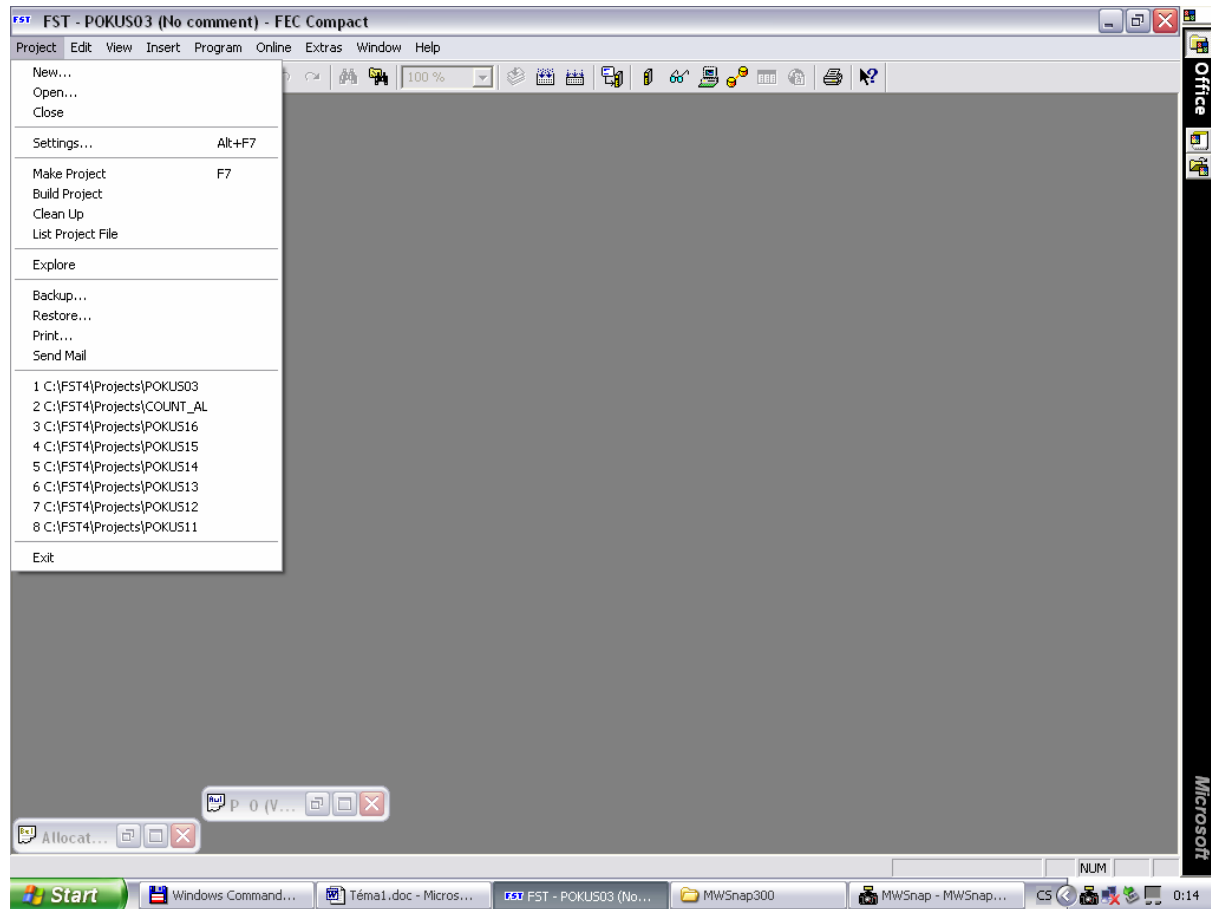 FST FST - POKUS03 (No comment) - FEC Compact
Project Edit View Insert Program Online Extras Window Help
100 %
New...
Open...
Close
Settings... Alt+F7
Make Project F7
Build Project
Clean Up
List Project File
Explore
Backup...
Restore...
Print...
Send Mail
1 C:\FST4\Projects\POKUS03
2 C:\FST4\Projects\COUNT_AL
3 C:\FST4\Projects\POKUS16
4 C:\FST4\Projects\POKUS15
5 C:\FST4\Projects\POKUS14
6 C:\FST4\Projects\POKUS13
7 C:\FST4\Projects\POKUS12
8 C:\FST4\Projects\POKUS11
Exit
Office
Microsoft
Awl P 0 (V...
Allocat...
NUM
Start Windows Command... Téma1.doc - Micros... FST FST - POKUS03 (No... MWSnap300 MWSnap - MWSnap... CS 0:14